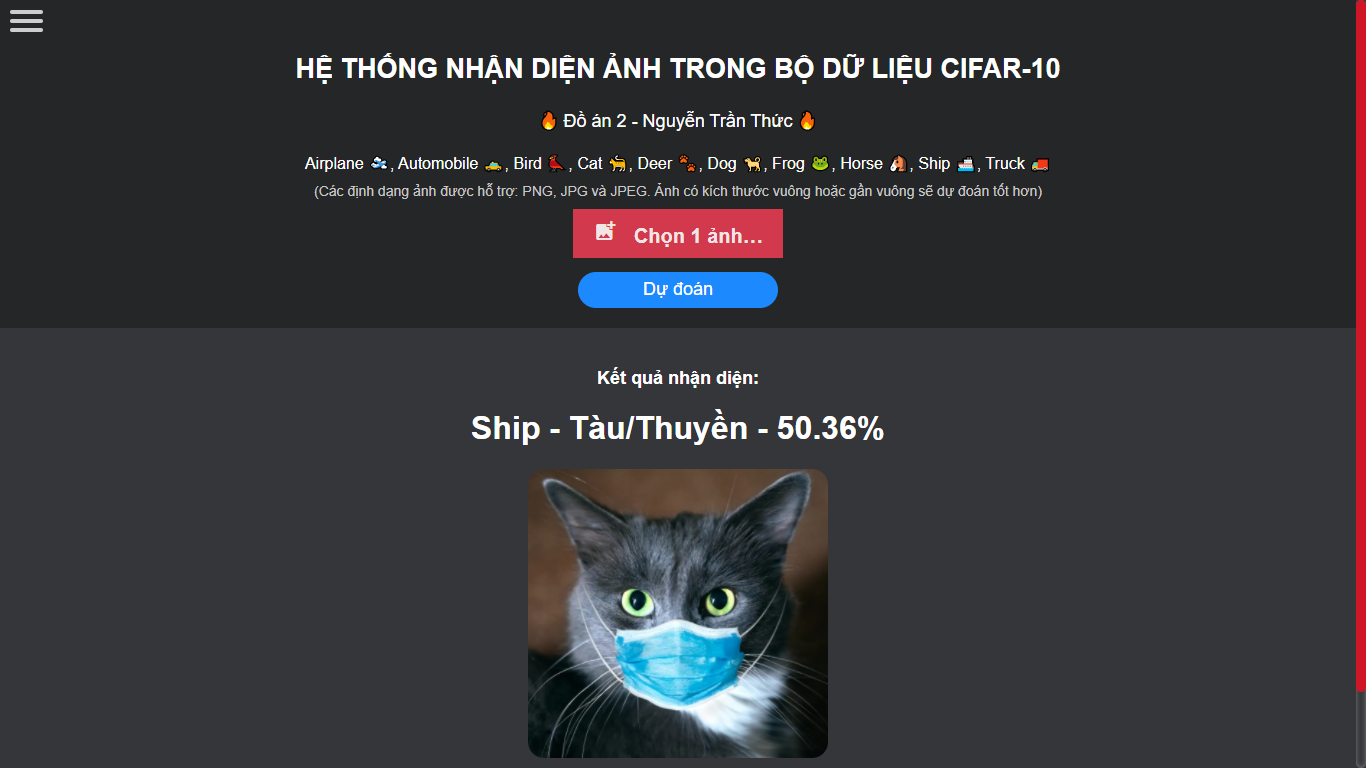 HỆ THỐNG NHẬN DIỆN ẢNH TRONG BỘ DỮ LIỆU CIFAR-10
🔥 Đồ án 2 - Nguyễn Trần Thức 🔥
Airplane 🛩, Automobile 🚕, Bird 🐦, Cat 🐈, Deer 🐾, Dog 🐕, Frog 🐸, Horse 🐴, Ship 🚢, Truck 🚚
(Các định dạng ảnh được hỗ trợ: PNG, JPG và JPEG. Ảnh có kích thước vuông hoặc gần vuông sẽ dự đoán tốt hơn)
Chọn 1 ảnh...
Dự đoán
Kết quả nhận diện:
Ship - Tàu/Thuyền - 50.36%